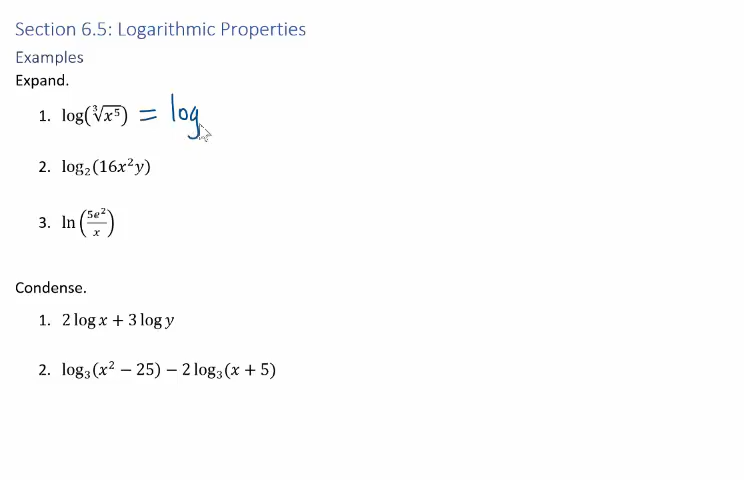 Section 6.5: Logarithmic Properties
Examples
Expand.
1. log(∛x⁵) = log
2. log₂(16x²y)
3. ln(5e²/x)
Condense.
1. 2 log x + 3 log y
2. log₃(x² − 25) − 2 log₃(x + 5)